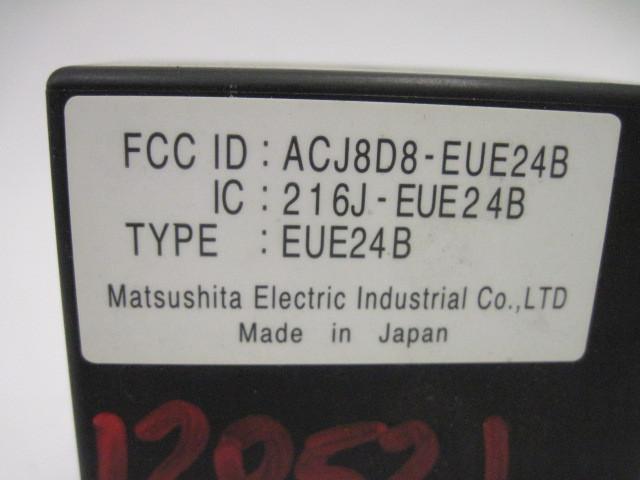 FCC ID : ACJ8D8-EUE24B
IC : 216J-EUE24B
TYPE : EUE24B
Matsushita Electric Industrial Co.,LTD
Made in Japan